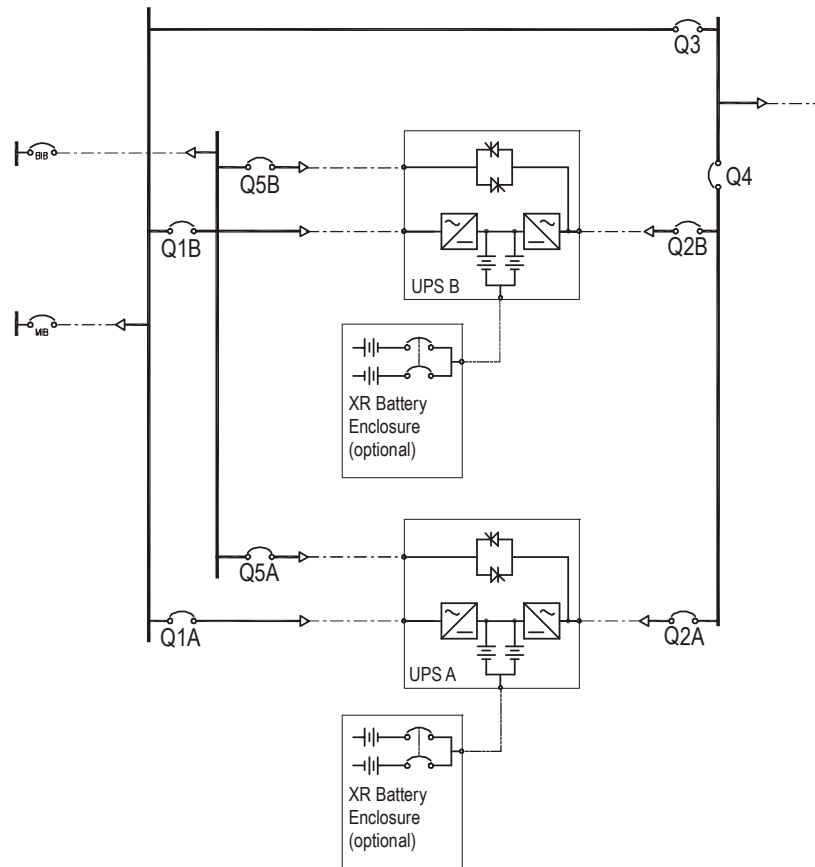 Q3
BIB
Q5B
Q4
Q1B
Q2B
UPS B
MIB
XR Battery
Enclosure
(optional)
Q5A
Q1A
Q2A
UPS A
XR Battery
Enclosure
(optional)